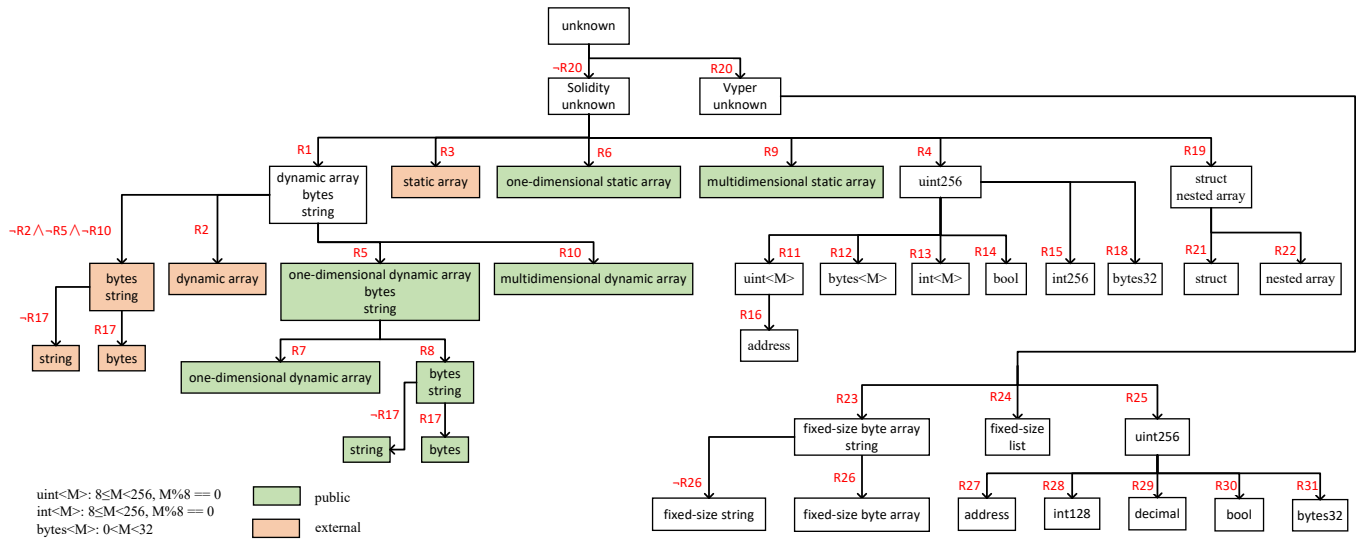 unknown
¬R20
R20
Solidity
unknown
Vyper
unknown
R1
R3
R6
R9
R4
R19
dynamic array
bytes
string
static array
one-dimensional static array
multidimensional static array
uint256
struct
nested array
¬R2∧¬R5∧¬R10
R2
R5
R10
R11
R12
R13
R14
R15
R18
R21
R22
bytes
string
dynamic array
one-dimensional dynamic array
bytes
string
multidimensional dynamic array
uint<M>
bytes<M>
int<M>
bool
int256
bytes32
struct
nested array
¬R17
R17
R16
string
bytes
address
R7
R8
one-dimensional dynamic array
bytes
string
¬R17
R17
string
bytes
R23
R24
R25
fixed-size byte array
string
fixed-size
list
uint256
¬R26
R26
R27
R28
R29
R30
R31
fixed-size string
fixed-size byte array
address
int128
decimal
bool
bytes32
uint<M>: 8≤M<256, M%8 == 0
int<M>: 8≤M<256, M%8 == 0
bytes<M>: 0<M<32
public
external